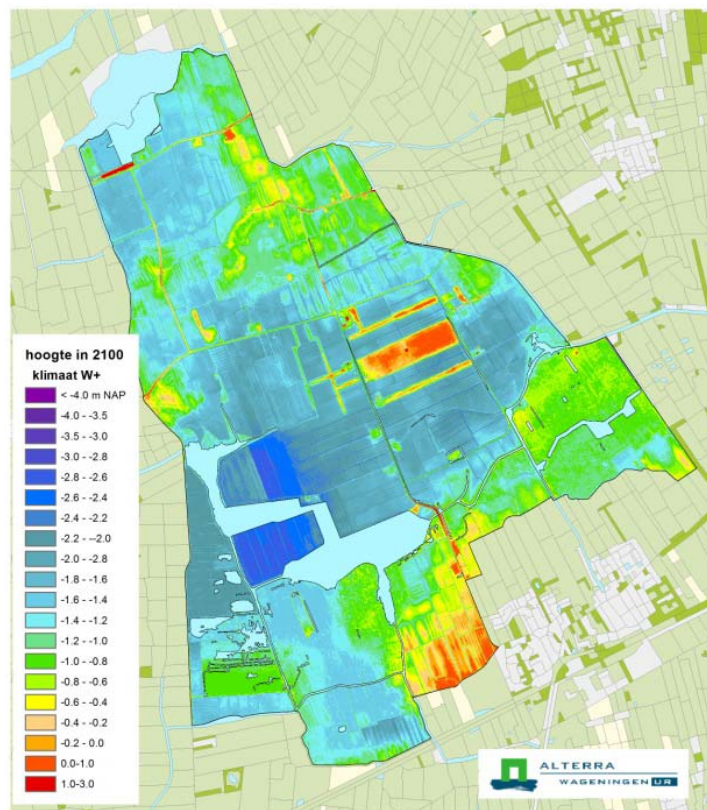 hoogte in 2100
klimaat W+
< -4.0 m NAP
-4.0 - -3.5
-3.5 - -3.0
-3.0 - -2.8
-2.8 - -2.6
-2.6 - -2.4
-2.4 - -2.2
-2.2 - --2.0
-2.0 - -2.8
-1.8 - -1.6
-1.6 - -1.4
-1.4 - -1.2
-1.2 - -1.0
-1.0 - -0.8
-0.8 - -0.6
-0.6 - -0.4
-0.4 - -0.2
-0.2 - 0.0
0.0-1.0
1.0-3.0
ALTERRA
WAGENINGEN UR